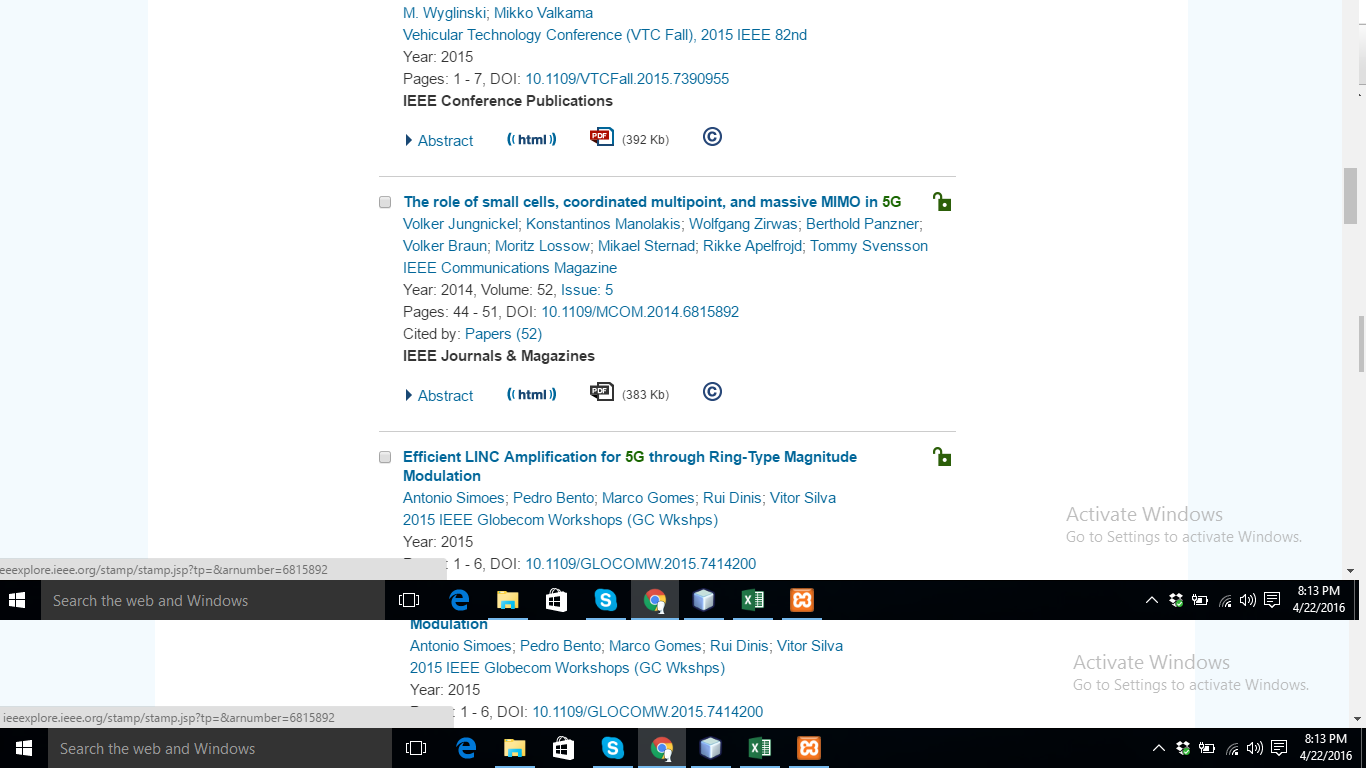 M. Wyglinski; Mikko Valkama
Vehicular Technology Conference (VTC Fall), 2015 IEEE 82nd
Year: 2015
Pages: 1 - 7, DOI: 10.1109/VTCFall.2015.7390955
IEEE Conference Publications
Abstract ((html)) PDF (392 Kb) ©
The role of small cells, coordinated multipoint, and massive MIMO in 5G
Volker Jungnickel; Konstantinos Manolakis; Wolfgang Zirwas; Berthold Panzner;
Volker Braun; Moritz Lossow; Mikael Sternad; Rikke Apelfrojd; Tommy Svensson
IEEE Communications Magazine
Year: 2014, Volume: 52, Issue: 5
Pages: 44 - 51, DOI: 10.1109/MCOM.2014.6815892
Cited by: Papers (52)
IEEE Journals & Magazines
Abstract ((html)) PDF (383 Kb) ©
Efficient LINC Amplification for 5G through Ring-Type Magnitude
Modulation
Antonio Simoes; Pedro Bento; Marco Gomes; Rui Dinis; Vitor Silva
2015 IEEE Globecom Workshops (GC Wkshps)
Year: 2015
: 1 - 6, DOI: 10.1109/GLOCOMW.2015.7414200
Activate Windows
Go to Settings to activate Windows.
eeexplore.ieee.org/stamp/stamp.jsp?tp=&arnumber=6815892
Search the web and Windows
8:13 PM
4/22/2016
Modulation
Antonio Simoes; Pedro Bento; Marco Gomes; Rui Dinis; Vitor Silva
2015 IEEE Globecom Workshops (GC Wkshps)
Year: 2015
: 1 - 6, DOI: 10.1109/GLOCOMW.2015.7414200
Activate Windows
Go to Settings to activate Windows.
ieeexplore.ieee.org/stamp/stamp.jsp?tp=&arnumber=6815892
Search the web and Windows
8:13 PM
4/22/2016